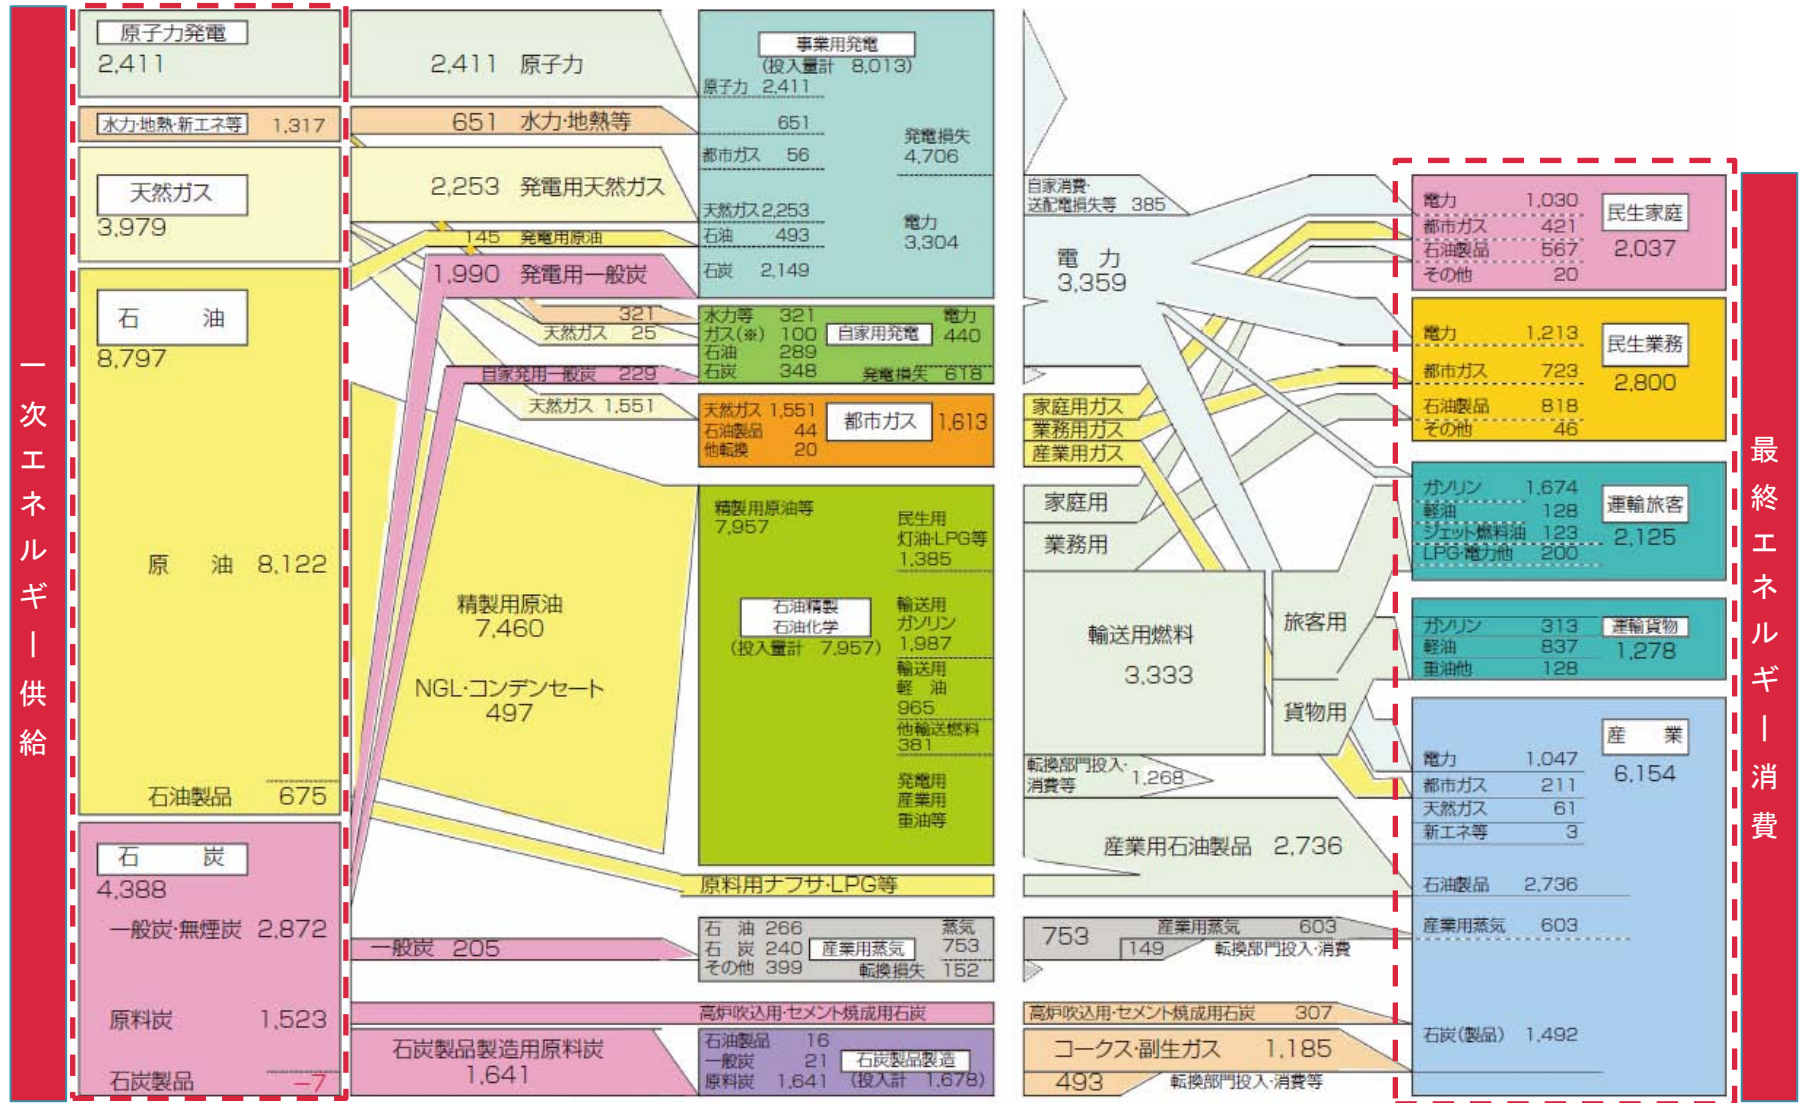 一次エネルギー供給
原子力発電
2,411
水力・地熱・新エネ等 1,317
天然ガス
3,979
石油
8,797
原油 8,122
石油製品 675
石炭
4,388
一般炭・無煙炭 2,872
原料炭 1,523
石炭製品 −7
2,411 原子力
651 水力・地熱等
2,253 発電用天然ガス
145 発電用原油
1,990 発電用一般炭
321
天然ガス 25
自家発用一般炭 229
天然ガス 1,551
精製用原油
7,460
NGL・コンデンセート
497
一般炭 205
石炭製品製造用原料炭
1,641
事業用発電
(投入量計 8,013)
原子力 2,411
651
都市ガス 56
天然ガス 2,253
石油 493
石炭 2,149
発電損失
4,706
電力
3,304
水力等 321
ガス(※) 100
石油 289
石炭 348
自家用発電
電力
440
発電損失 618
天然ガス 1,551
石油製品 44
他転換 20
都市ガス 1,613
精製用原油等
7,957
石油精製
石油化学
(投入量計 7,957)
民生用
灯油・LPG等
1,385
輸送用
ガソリン
1,987
輸送用
軽油
965
他輸送燃料
381
発電用
産業用
重油等
原料用ナフサ・LPG等
石油 266
石炭 240
その他 399
産業用蒸気
蒸気
753
転換損失 152
高炉吹込用・セメント焼成用石炭
石油製品 16
一般炭 21
原料炭 1,641
石炭製品製造
(投入計 1,678)
自家消費・
送配電損失等 385
電力
3,359
家庭用ガス
業務用ガス
産業用ガス
家庭用
業務用
輸送用燃料
3,333
旅客用
貨物用
転換部門投入・
消費等 1,268
産業用石油製品 2,736
753
産業用蒸気 603
149 転換部門投入・消費
高炉吹込用・セメント焼成用石炭 307
コークス・副生ガス 1,185
493 転換部門投入・消費等
電力 1,030
都市ガス 421
石油製品 567
その他 20
民生家庭
2,037
電力 1,213
都市ガス 723
石油製品 818
その他 46
民生業務
2,800
ガソリン 1,674
軽油 128
ジェット燃料油 123
LPG・電力他 200
運輸旅客
2,125
ガソリン 313
軽油 837
重油他 128
運輸貨物
1,278
産業
6,154
電力 1,047
都市ガス 211
天然ガス 61
新エネ等 3
石油製品 2,736
産業用蒸気 603
石炭(製品) 1,492
最終エネルギー消費